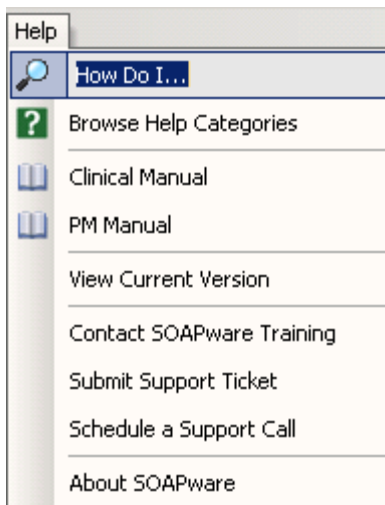 Help
How Do I...
?
Browse Help Categories
Clinical Manual
PM Manual
View Current Version
Contact SOAPware Training
Submit Support Ticket
Schedule a Support Call
About SOAPware